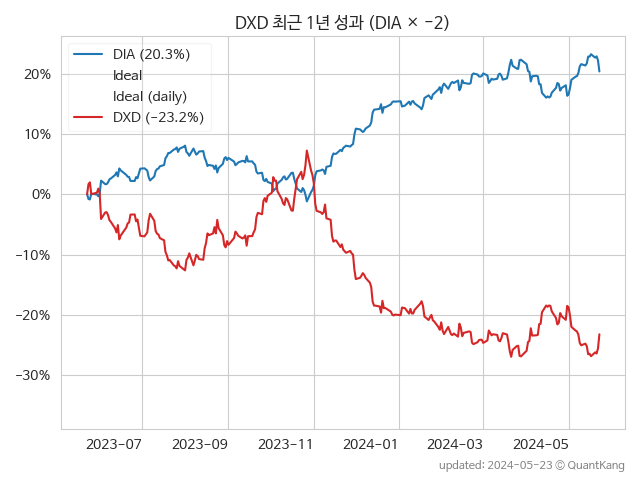 DXD 최근 1년 성과 (DIA × −2)
DIA (20.3%)
Ideal
Ideal (daily)
DXD (−23.2%)
20%
10%
0%
−10%
−20%
−30%
2023−07
2023−09
2023−11
2024−01
2024−03
2024−05
updated: 2024−05−23 ⓒ QuantKang